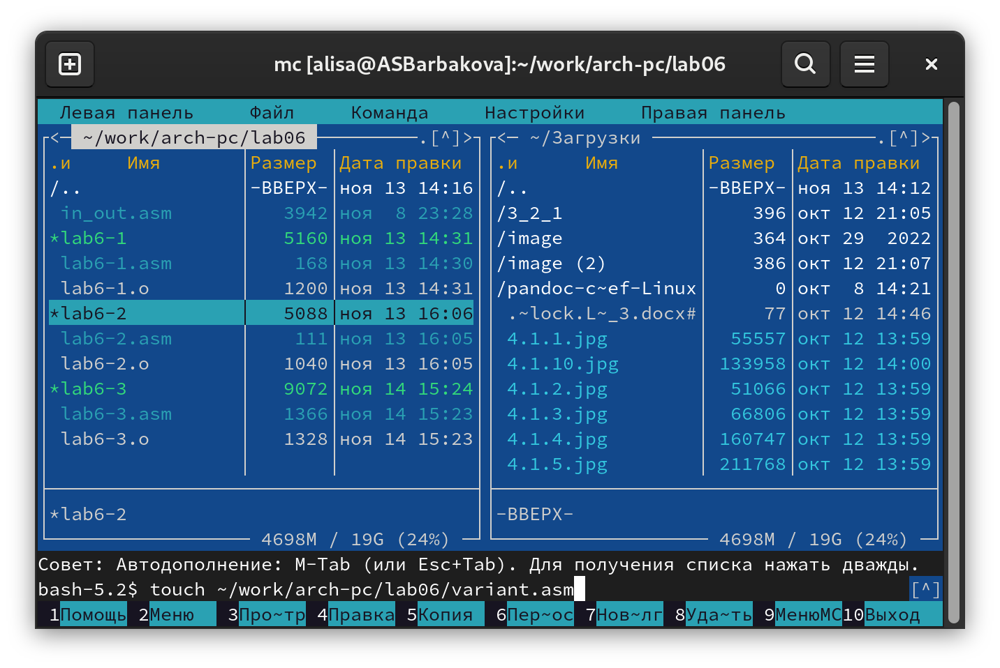 mc [alisa@ASBarbakova]:~/work/arch-pc/lab06
Левая панель Файл Команда Настройки Правая панель
<─ ~/work/arch-pc/lab06 ─.[^]> <─ ~/Загрузки ─.[^]>
.и Имя Размер Дата правки .и Имя Размер Дата правки
/.. -ВВЕРХ- ноя 13 14:16 /.. -ВВЕРХ- ноя 13 14:12
in_out.asm 3942 ноя 8 23:28 /3_2_1 396 окт 12 21:05
*lab6-1 5160 ноя 13 14:31 /image 364 окт 29 2022
lab6-1.asm 168 ноя 13 14:30 /image (2) 386 окт 12 21:07
lab6-1.o 1200 ноя 13 14:31 /pandoc-c~ef-Linux 0 окт 8 14:21
*lab6-2 5088 ноя 13 16:06 .~lock.L~_3.docx# 77 окт 12 14:46
lab6-2.asm 111 ноя 13 16:05 4.1.1.jpg 55557 окт 12 13:59
lab6-2.o 1040 ноя 13 16:05 4.1.10.jpg 133958 окт 12 14:00
*lab6-3 9072 ноя 14 15:24 4.1.2.jpg 51066 окт 12 13:59
lab6-3.asm 1366 ноя 14 15:23 4.1.3.jpg 66806 окт 12 13:59
lab6-3.o 1328 ноя 14 15:23 4.1.4.jpg 160747 окт 12 13:59
4.1.5.jpg 211768 окт 12 13:59
*lab6-2 -ВВЕРХ-
4698M / 19G (24%) 4698M / 19G (24%)
Совет: Автодополнение: M-Tab (или Esc+Tab). Для получения списка нажать дважды.
bash-5.2$ touch ~/work/arch-pc/lab06/variant.asm [^]
1Помощь 2Меню 3Про~тр 4Правка 5Копия 6Пер~ос 7Нов~лг 8Уда~ть 9МенюМС 10Выход